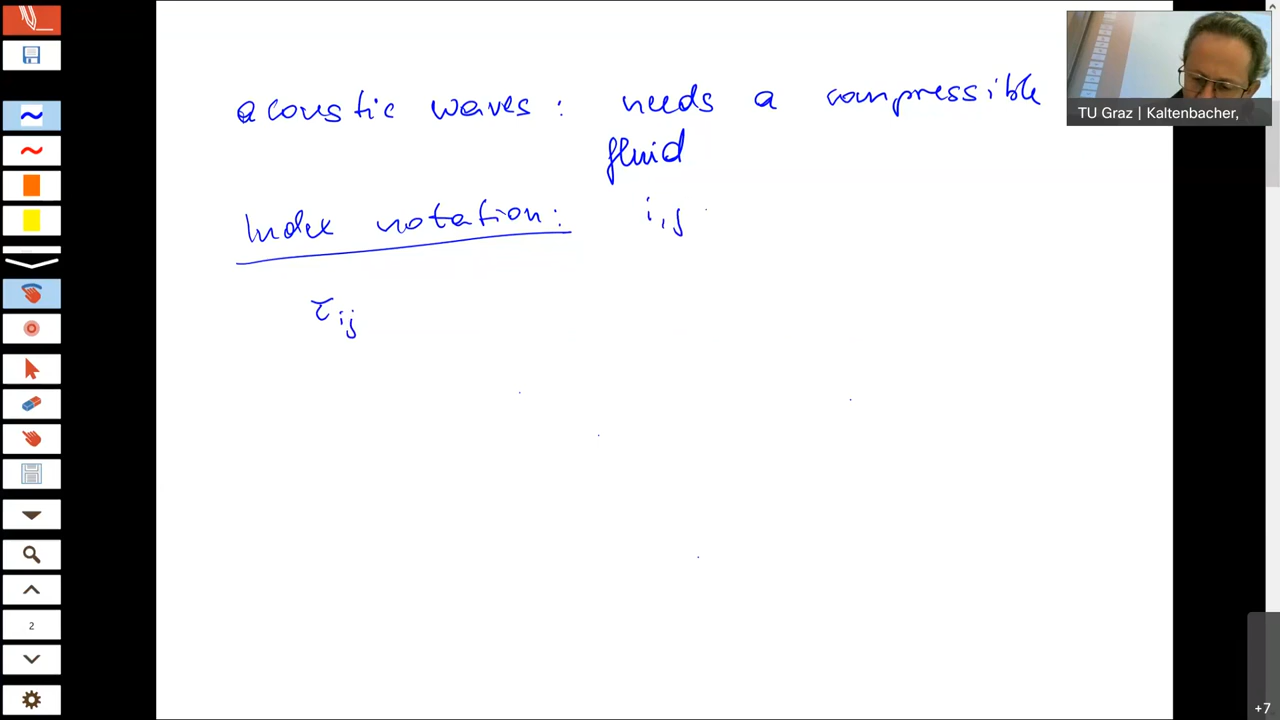 acoustic waves : needs a compressible
fluid
Index notation : i, j
τij
TU Graz | Kaltenbacher,
2
+7